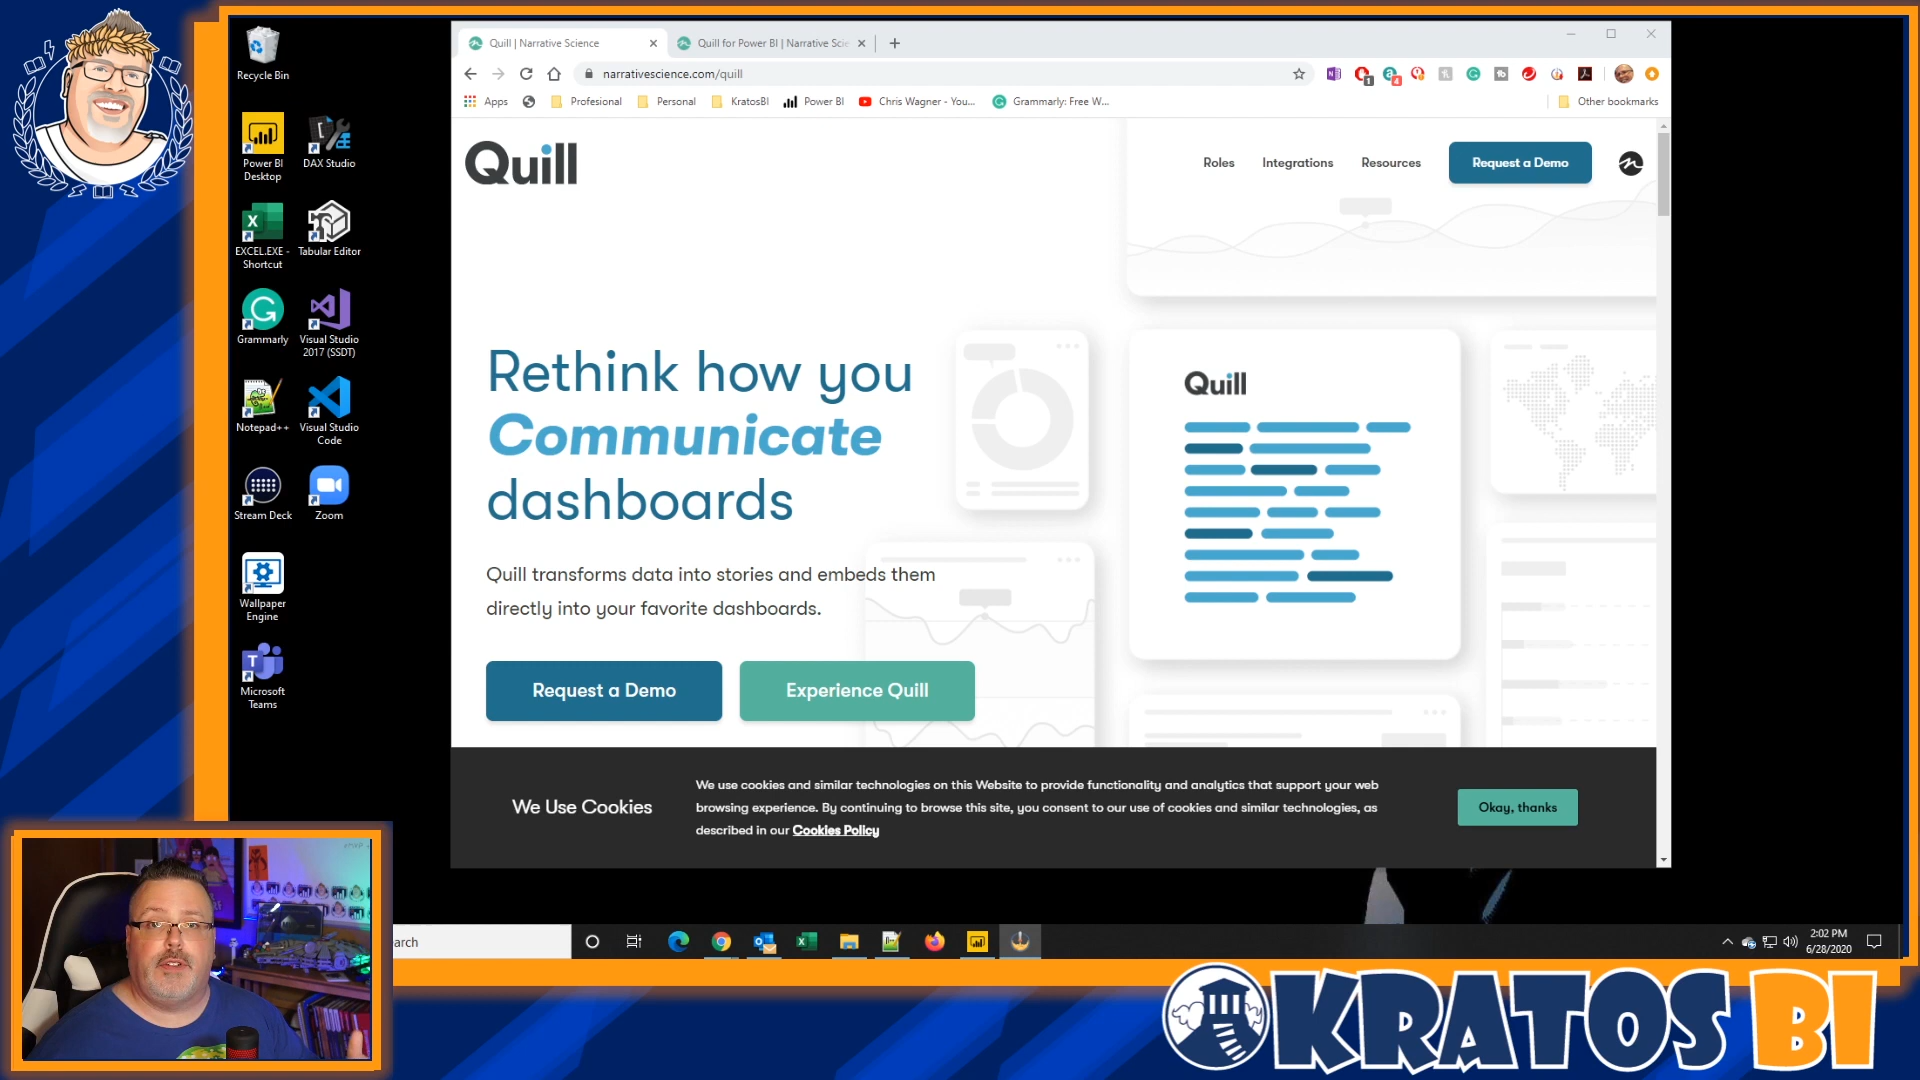 Recycle Bin
Power BI
Desktop
DAX Studio
EXCEL.EXE -
Shortcut
Tabular Editor
Grammarly
Visual Studio
2017 (SSDT)
Notepad++
Visual Studio
Code
Stream Deck
Zoom
Wallpaper
Engine
Microsoft
Teams
Quill | Narrative Science
Quill for Power BI | Narrative Scie
narrativescience.com/quill
Apps
Profesional
Personal
KratosBI
Power BI
Chris Wagner - You...
Grammarly: Free W...
Other bookmarks
Quill
Roles
Integrations
Resources
Request a Demo
Rethink how you
Communicate
dashboards
Quill
Quill transforms data into stories and embeds them
directly into your favorite dashboards.
Request a Demo
Experience Quill
We Use Cookies
We use cookies and similar technologies on this Website to provide functionality and analytics that support your web
browsing experience. By continuing to browse this site, you consent to our use of cookies and similar technologies, as
described in our Cookies Policy
Okay, thanks
arch
2:02 PM
6/28/2020
KRATOS BI